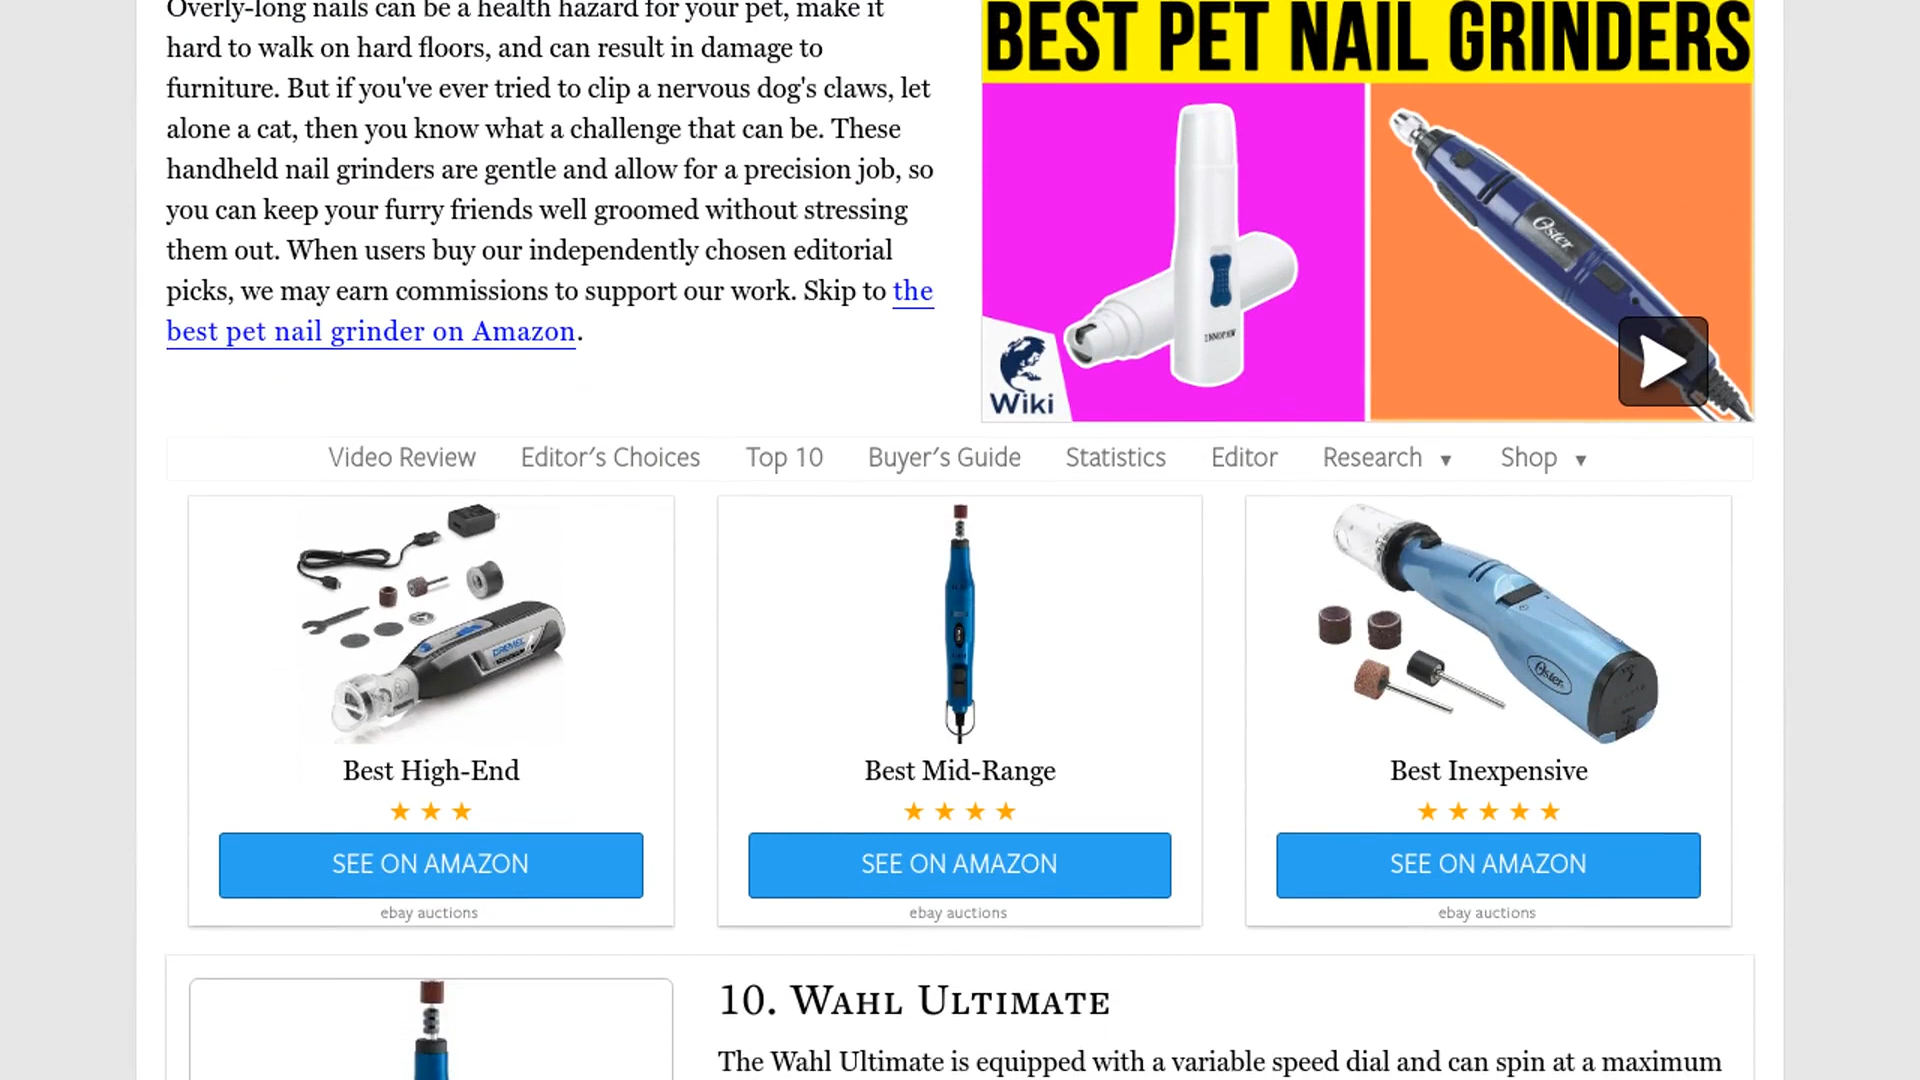 Overly-long nails can be a health hazard for your pet, make it
hard to walk on hard floors, and can result in damage to
furniture. But if you've ever tried to clip a nervous dog's claws, let
alone a cat, then you know what a challenge that can be. These
handheld nail grinders are gentle and allow for a precision job, so
you can keep your furry friends well groomed without stressing
them out. When users buy our independently chosen editorial
picks, we may earn commissions to support our work. Skip to the
best pet nail grinder on Amazon.
BEST PET NAIL GRINDERS
Oster
INNOPAW
Wiki
Video Review Editor's Choices Top 10 Buyer's Guide Statistics Editor Research ▼ Shop ▼
DREMEL
Oster
Best High-End
★ ★ ★
SEE ON AMAZON
ebay auctions
Best Mid-Range
★ ★ ★ ★
SEE ON AMAZON
ebay auctions
Best Inexpensive
★ ★ ★ ★ ★
SEE ON AMAZON
ebay auctions
10. WAHL ULTIMATE
The Wahl Ultimate is equipped with a variable speed dial and can spin at a maximum